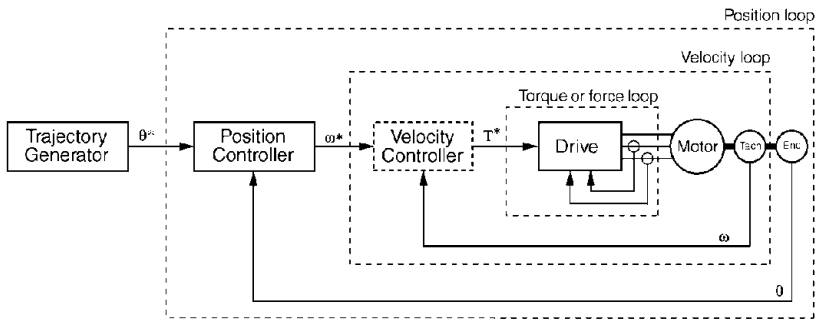 Position loop
Velocity loop
Torque or force loop
Trajectory
Generator
θ*
Position
Controller
ω*
Velocity
Controller
T*
Drive
Motor
Tach
Enc
ω
θ